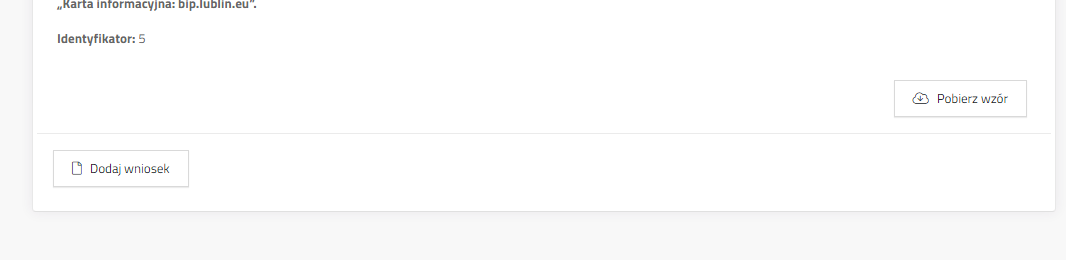 „Karta informacyjna: bip.lublin.eu”.
Identyfikator: 5
Pobierz wzór
Dodaj wniosek